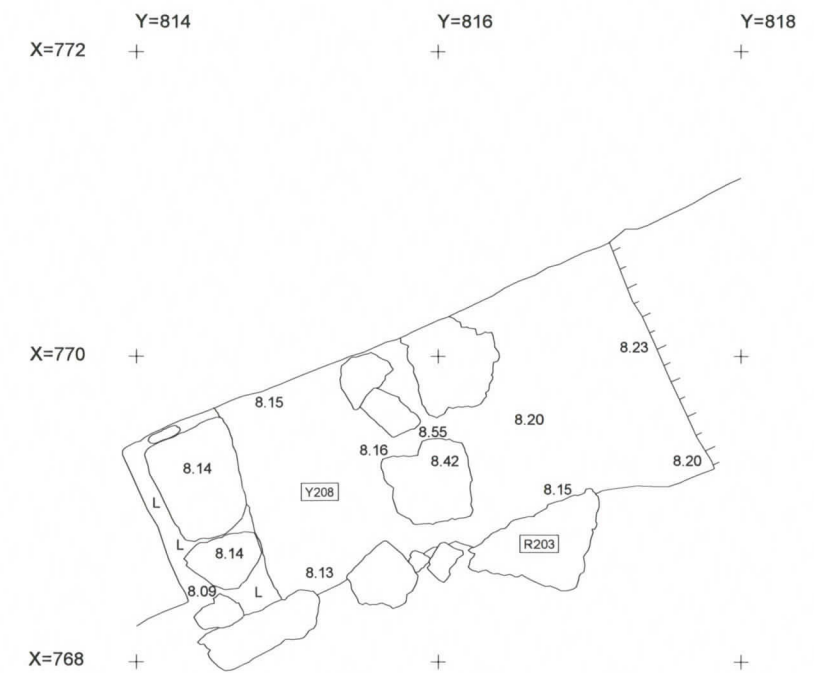 Y=814 Y=816 Y=818
X=772
X=770
8.23
8.15
8.20
8.55
8.16 8.42 8.20
8.14
Y208 8.15
L
L 8.14 R203
8.13
8.09 L
X=768